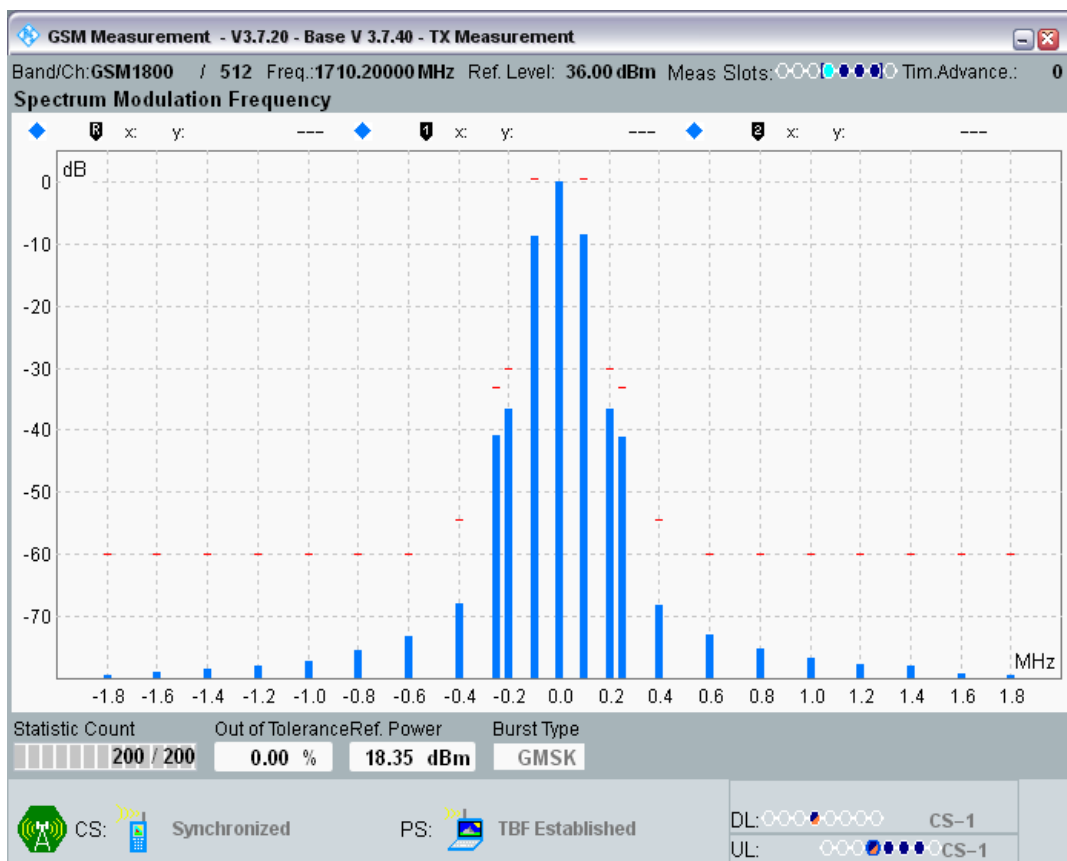 GSM Measurement - V3.7.20 - Base V 3.7.40 - TX Measurement
Band/Ch:GSM1800 / 512 Freq.:1710.20000 MHz Ref. Level: 36.00 dBm Meas Slots: Tim.Advance.: 0
Spectrum Modulation Frequency
R x: y: --- 1 x: y: --- 2 x: y: ---
dB
0
-10
-20
-30
-40
-50
-60
-70
MHz
-1.8 -1.6 -1.4 -1.2 -1.0 -0.8 -0.6 -0.4 -0.2 0.0 0.2 0.4 0.6 0.8 1.0 1.2 1.4 1.6 1.8
Statistic Count Out of Tolerance Ref. Power Burst Type
200 / 200 0.00 % 18.35 dBm GMSK
CS: Synchronized PS: TBF Established DL: CS-1
UL: CS-1